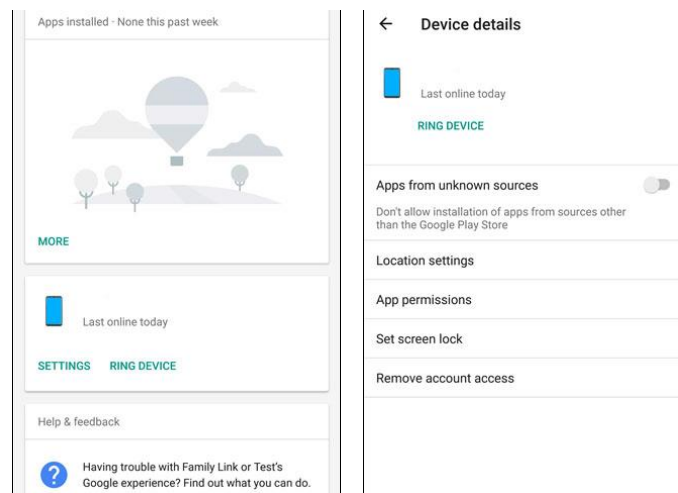 Apps installed · None this past week
MORE
Last online today
SETTINGS RING DEVICE
Help & feedback
?
Having trouble with Family Link or Test's
Google experience? Find out what you can do.
Device details
Last online today
RING DEVICE
Apps from unknown sources
Don't allow installation of apps from sources other
than the Google Play Store
Location settings
App permissions
Set screen lock
Remove account access